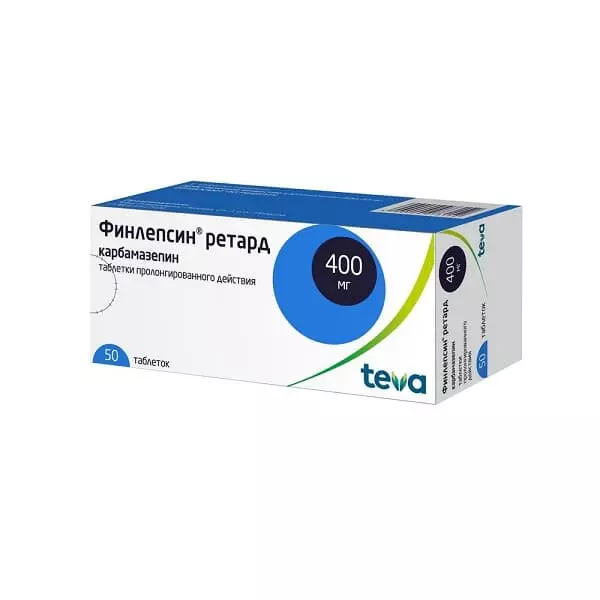 Финлепсин® ретард
карбамазепин
таблетки пролонгированного действия
400
мг
50 таблеток
teva
teva
400
мг
Финлепсин® ретард
карбамазепин
таблетки
пролонгированного
действия
50 таблеток